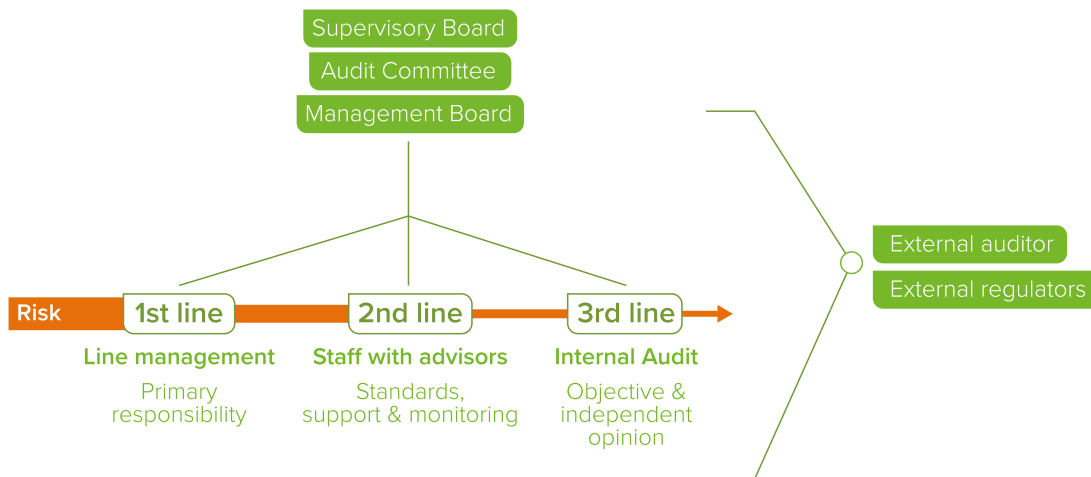 Supervisory Board
Audit Committee
Management Board
External auditor
External regulators
Risk
1st line
2nd line
3rd line
Line management
Primary
responsibility
Staff with advisors
Standards,
support & monitoring
Internal Audit
Objective &
independent
opinion